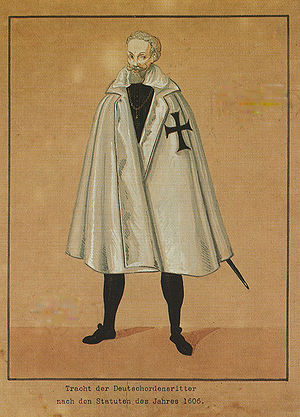 Tracht der Deutschordensritter
nach den Statuten des Jahres 1606.